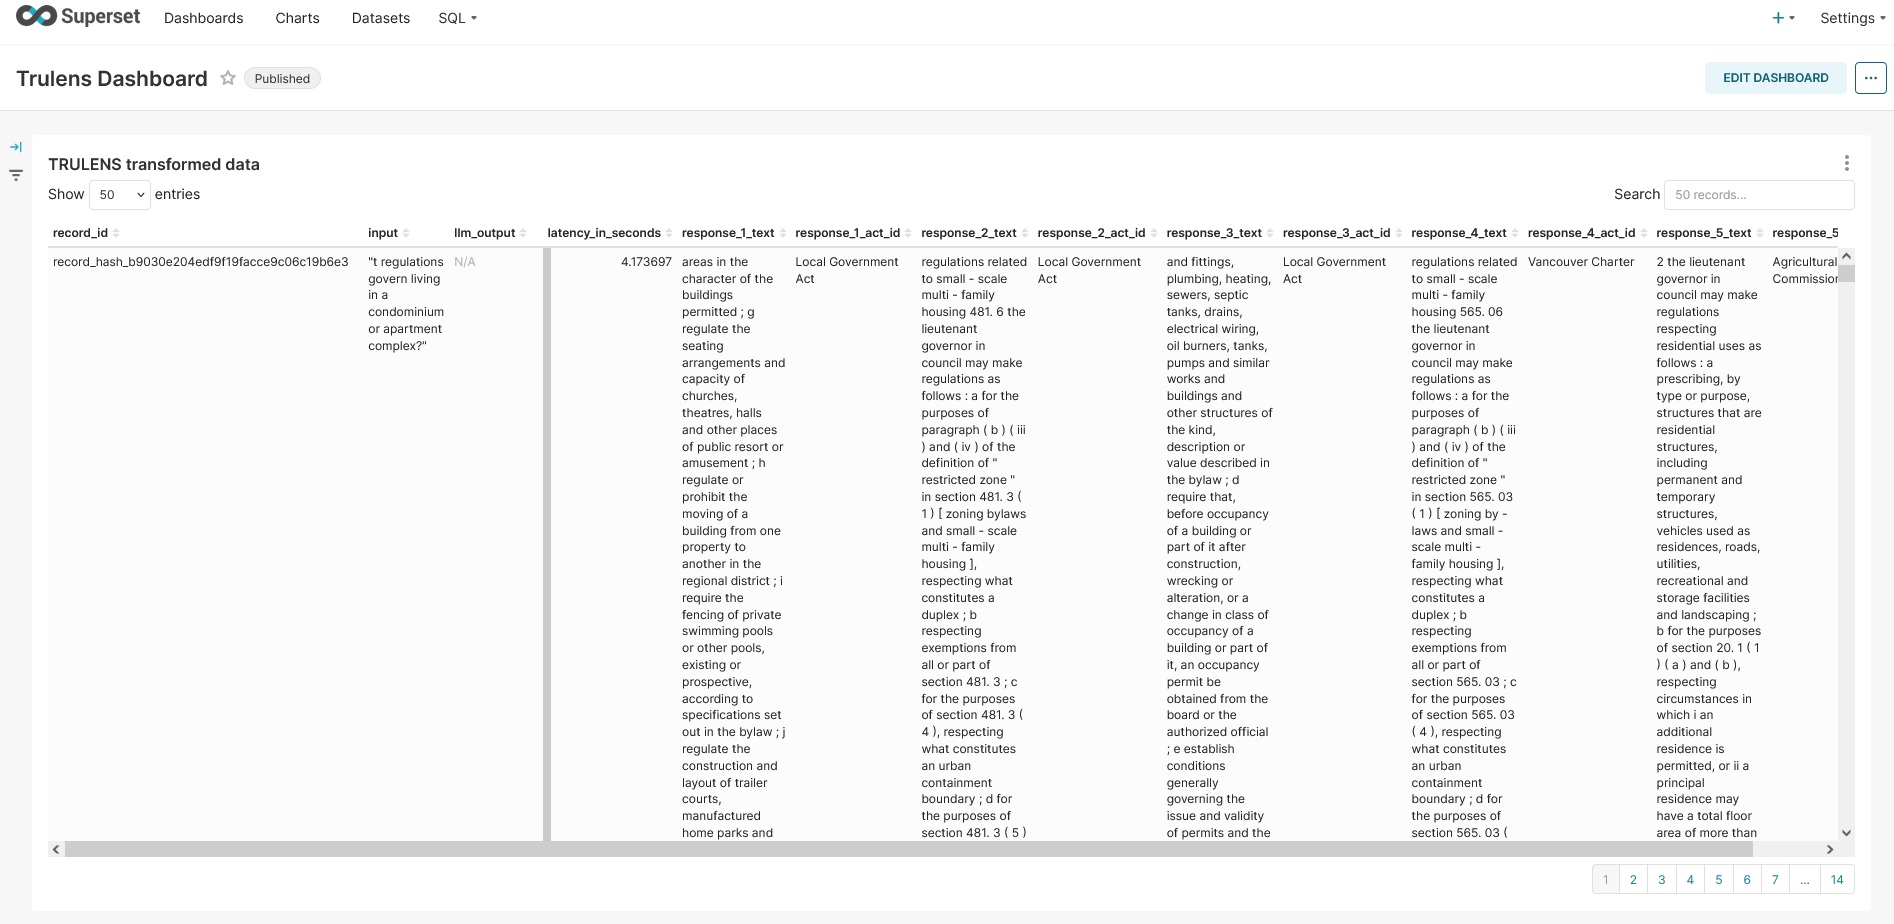 Superset Dashboards Charts Datasets SQL Settings
Trulens Dashboard Published EDIT DASHBOARD ...
TRULENS transformed data
Show 50 entries Search 50 records...
record_id input llm_output latency_in_seconds response_1_text response_1_act_id response_2_text response_2_act_id response_3_text response_3_act_id response_4_text response_4_act_id response_5_text response_5
record_hash_b9030e204edf9f19facce9c06c19b6e3 "t regulations N/A 4.173697 areas in the Local Government regulations related Local Government and fittings, Local Government regulations related Vancouver Charter 2 the lieutenant Agricultural
govern living character of the Act to small - scale Act plumbing, heating, Act to small - scale governor in Commission
in a buildings multi - family sewers, septic multi - family council may make
condominium permitted ; g housing 481. 6 the tanks, drains, housing 565. 06 regulations
or apartment regulate the lieutenant electrical wiring, the lieutenant respecting
complex?" seating governor in oil burners, tanks, governor in residential uses as
arrangements and council may make pumps and similar council may make follows : a
capacity of regulations as works and regulations as prescribing, by
churches, follows : a for the buildings and follows : a for the type or purpose,
theatres, halls purposes of other structures of purposes of structures that are
and other places paragraph ( b ) ( iii the kind, paragraph ( b ) ( iii residential
of public resort or ) and ( iv ) of the description or ) and ( iv ) of the structures,
amusement ; h definition of " value described in definition of " including
regulate or restricted zone " the bylaw ; d restricted zone " permanent and
prohibit the in section 481. 3 ( require that, in section 565. 03 temporary
moving of a 1 ) [ zoning bylaws before occupancy ( 1 ) [ zoning by - structures,
building from one and small - scale of a building or laws and small - vehicles used as
property to multi - family part of it after scale multi - residences, roads,
another in the housing ], construction, family housing ], utilities,
regional district ; i respecting what wrecking or respecting what recreational and
require the constitutes a alteration, or a constitutes a storage facilities
fencing of private duplex ; b change in class of duplex ; b and landscaping ;
swimming pools respecting occupancy of a respecting b for the purposes
or other pools, exemptions from building or part of exemptions from of section 20. 1 ( 1
existing or all or part of it, an occupancy all or part of ) ( a ) and ( b ),
prospective, section 481. 3 ; c permit be section 565. 03 ; c respecting
according to for the purposes obtained from the for the purposes circumstances in
specifications set of section 481. 3 ( board or the of section 565. 03 which i an
out in the bylaw ; j 4 ), respecting authorized official ( 4 ), respecting additional
regulate the what constitutes ; e establish what constitutes residence is
construction and an urban conditions an urban permitted, or ii a
layout of trailer containment generally containment principal
courts, boundary ; d for governing the boundary ; d for residence may
manufactured the purposes of issue and validity the purposes of have a total floor
home parks and section 481. 3 ( 5 ) of permits and the section 565. 03 ( area of more than
1 2 3 4 5 6 7 ... 14